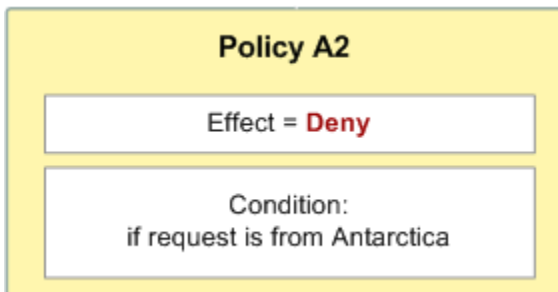 Policy A2
Effect = Deny
Condition:
if request is from Antarctica